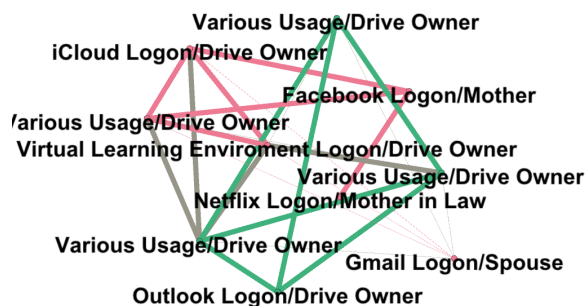 Various Usage/Drive Owner
iCloud Logon/Drive Owner
Facebook Logon/Mother
Various Usage/Drive Owner
Virtual Learning Enviroment Logon/Drive Owner
Various Usage/Drive Owner
Netflix Logon/Mother in Law
Various Usage/Drive Owner
Gmail Logon/Spouse
Outlook Logon/Drive Owner